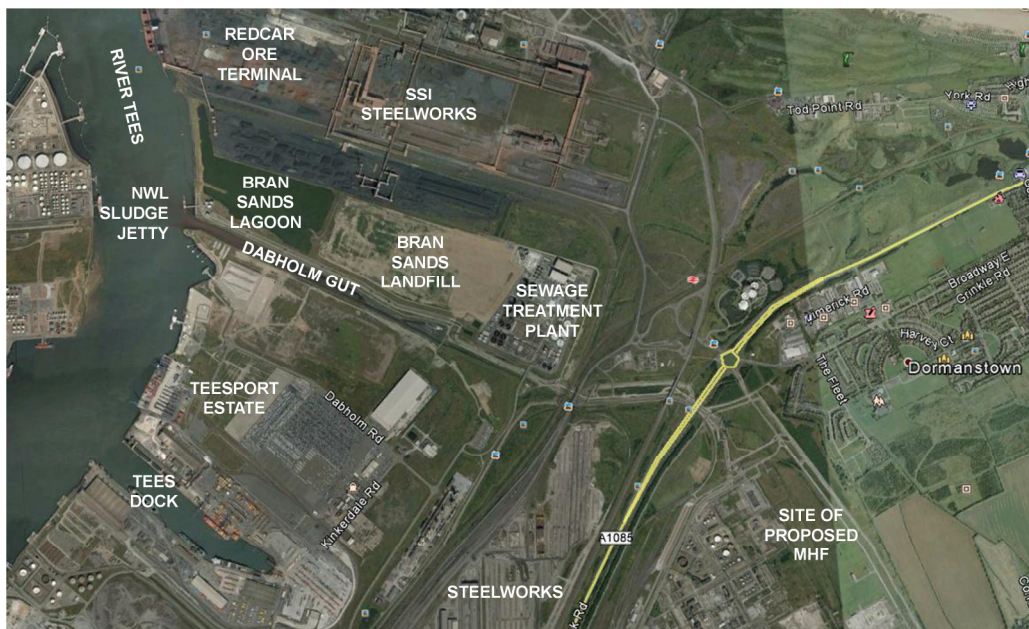 REDCAR
ORE
TERMINAL
RIVER TEES
SSI
STEELWORKS
York Rd
Tod Point Rd
NWL
SLUDGE
JETTY
BRAN
SANDS
LAGOON
BRAN
SANDS
LANDFILL
DABHOLM GUT
SEWAGE
TREATMENT
PLANT
Broadway E
Grinkle Rd
Limerick Rd
Harvey Ct
The Fleet
Dormanstown
TEESPORT
ESTATE
Dabholm Rd
TEES
DOCK
Kinkerdale Rd
A1085
SITE OF
PROPOSED
MHF
STEELWORKS